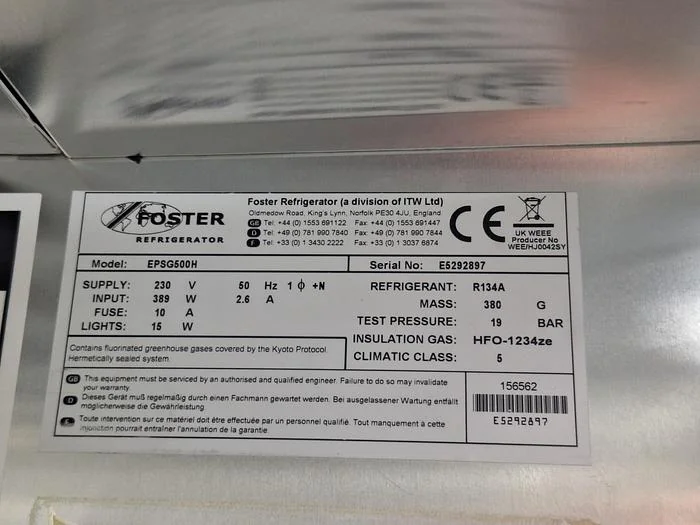 FOSTER
REFRIGERATOR
Foster Refrigerator (a division of ITW Ltd)
Oldmedow Road, King's Lynn, Norfolk PE30 4JU, England
GB Tel: +44 (0) 1553 691122 Fax: +44 (0) 1553 691447
D Tel: +49 (0) 781 990 7840 Fax: +49 (0) 781 990 7844
F Tel: +33 (0) 1 3430 2222 Fax: +33 (0) 1 3037 6874
CE
UK WEEE
Producer No
WEE/HJ0042SY
Model: EPSG500H
Serial No: E5292897
SUPPLY: 230 V 50 Hz 1 ϕ +N
INPUT: 389 W 2.6 A
FUSE: 10 A
LIGHTS: 15 W
REFRIGERANT: R134A
MASS: 380 G
TEST PRESSURE: 19 BAR
INSULATION GAS: HFO-1234ze
CLIMATIC CLASS: 5
Contains fluorinated greenhouse gases covered by the Kyoto Protocol.
Hermetically sealed system.
GB This equipment must be serviced by an authorised and qualified engineer. Failure to do so may invalidate
your warranty.
D Dieses Gerät muß regelmäßig durch einen Fachmann gewartet werden. Bei ausgelassener Wartung entfällt
möglicherweise die Gewährleistung.
F Toute intervention sur ce matériel doit être effectuée par un personnel qualifié. Tout manquement à cette
injonction pourrait entraîner l'annulation de la garantie.
156562
E5292897